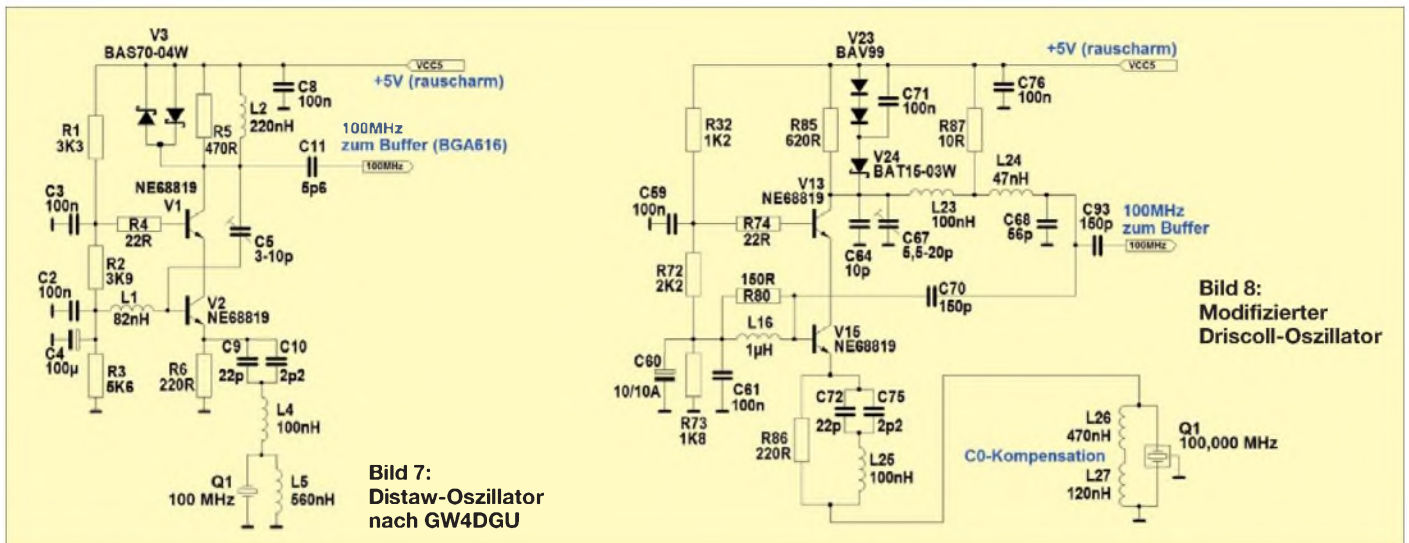 V3
BAS70-04W
VCC5
+5V (rauscharm)
C8
100n
L2
220nH
R5
470R
R1
3K3
100MHz
zum Buffer (BGA616)
C11
5p6
100MHz
C3
100n
NE68819
V1
R4
22R
C5
3-10p
R2
3K9
C2
100n
L1
82nH
V2
NE68819
C4
100µ
R3
5K6
R6
220R
C9
22p
C10
2p2
L4
100nH
Q1
100 MHz
L5
560nH
Bild 7:
Distaw-Oszillator
nach GW4DGU
V23
BAV99
+5V (rauscharm)
VCC5
C71
100n
C76
100n
R32
1K2
R85
620R
R87
10R
V24
BAT15-03W
L24
47nH
V13
NE68819
C59
100n
R74
22R
L23
100nH
C93
150p
100MHz
zum Buffer
100MHz
C68
56p
C64
10p
C67
5,5-20p
R72
2K2
150R
R80
C70
150p
L16
1µH
V15
NE68819
Bild 8:
Modifizierter
Driscoll-Oszillator
C60
10/10A
C61
100n
R73
1K8
C72
22p
C75
2p2
R86
220R
L25
100nH
C0-Kompensation
L26
470nH
L27
120nH
Q1
100,000 MHz